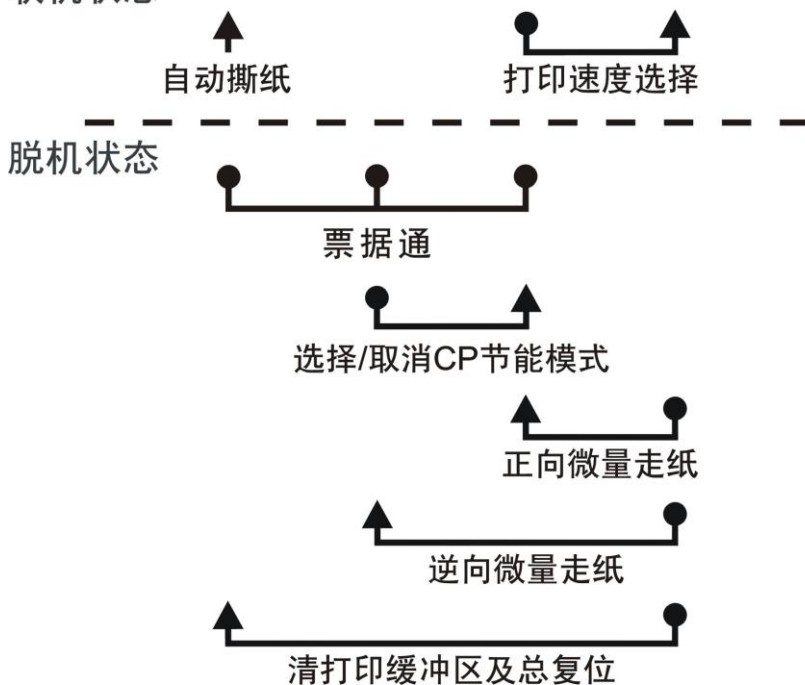 自动撕纸
打印速度选择
脱机状态
票据通
选择/取消CP节能模式
正向微量走纸
逆向微量走纸
清打印缓冲区及总复位